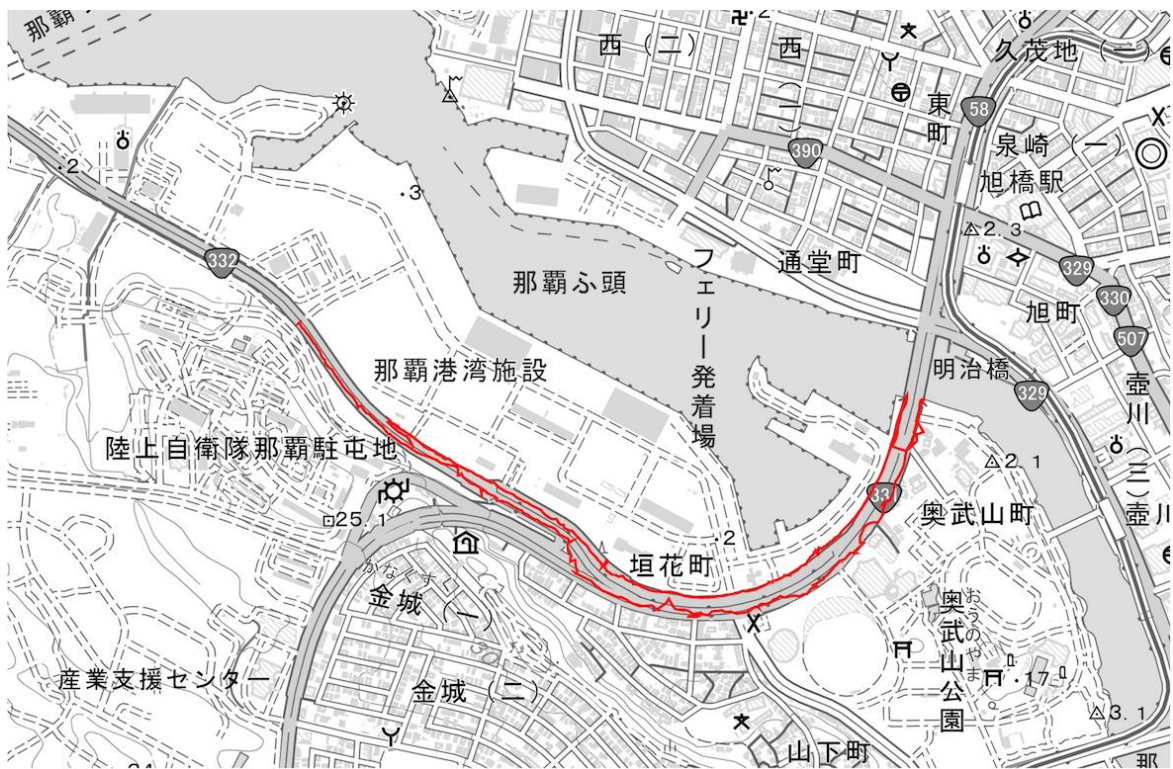 那覇
・2
西(二)
西(一)
久茂地(一)
東町
58
泉崎(一)
390
旭橋駅
・2
・3
2.3
332
那覇ふ頭
フェリー発着場
通堂町
329
旭町
330
507
那覇港湾施設
明治橋
329
壺川(三)
陸上自衛隊那覇駐屯地
2.1
33
奥武山町
壺川
25.1
・2
垣花町
かなぐすく
金城(一)
おうのやま
奥武山公園
30
産業支援センター
金城(二)
・17
3.1
山下町
那